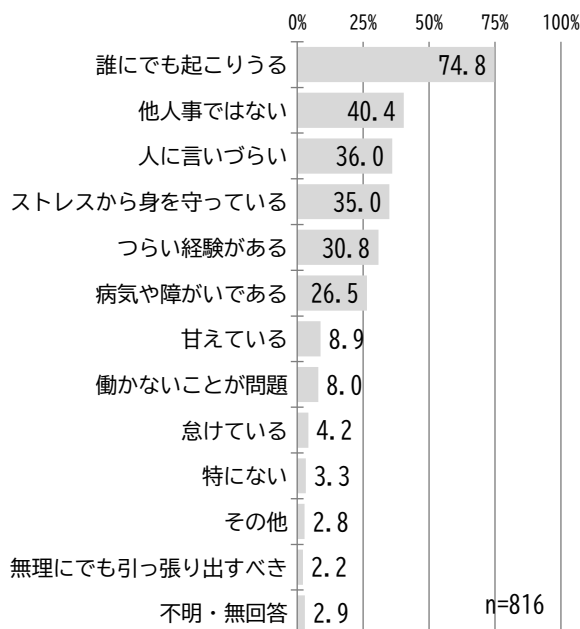 0% 25% 50% 75% 100%
誰にでも起こりうる 74.8
他人事ではない 40.4
人に言いづらい 36.0
ストレスから身を守っている 35.0
つらい経験がある 30.8
病気や障がいである 26.5
甘えている 8.9
働かないことが問題 8.0
怠けている 4.2
特にない 3.3
その他 2.8
無理にでも引っ張り出すべき 2.2
不明・無回答 2.9
n=816